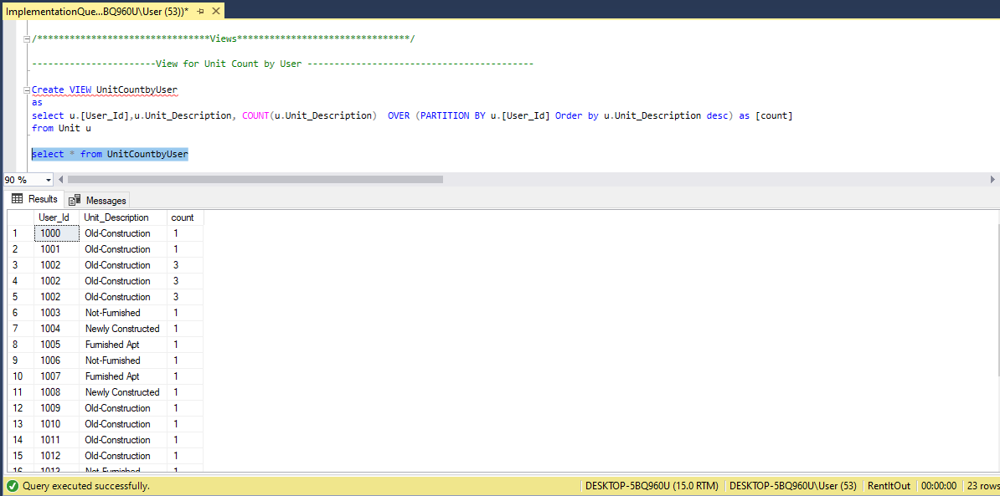 ImplementationQue...BQ960U\User (53))*
/********************************Views********************************/
-----------------------View for Unit Count by User ------------------------------------------
Create VIEW UnitCountbyUser
as
select u.[User_Id],u.Unit_Description, COUNT(u.Unit_Description)  OVER (PARTITION BY u.[User_Id] Order by u.Unit_Description desc) as [count]
from Unit u
select * from UnitCountbyUser
90 %
Results Messages
User_Id Unit_Description count
1 1000 Old-Construction 1
2 1001 Old-Construction 1
3 1002 Old-Construction 3
4 1002 Old-Construction 3
5 1002 Old-Construction 3
6 1003 Not-Furnished 1
7 1004 Newly Constructed 1
8 1005 Furnished Apt 1
9 1006 Not-Furnished 1
10 1007 Furnished Apt 1
11 1008 Newly Constructed 1
12 1009 Old-Construction 1
13 1010 Old-Construction 1
14 1011 Old-Construction 1
15 1012 Old-Construction 1
16 1013 Not-Furnished 1
Query executed successfully. DESKTOP-5BQ960U (15.0 RTM) DESKTOP-5BQ960U\User (53) RentItOut 00:00:00 23 rows